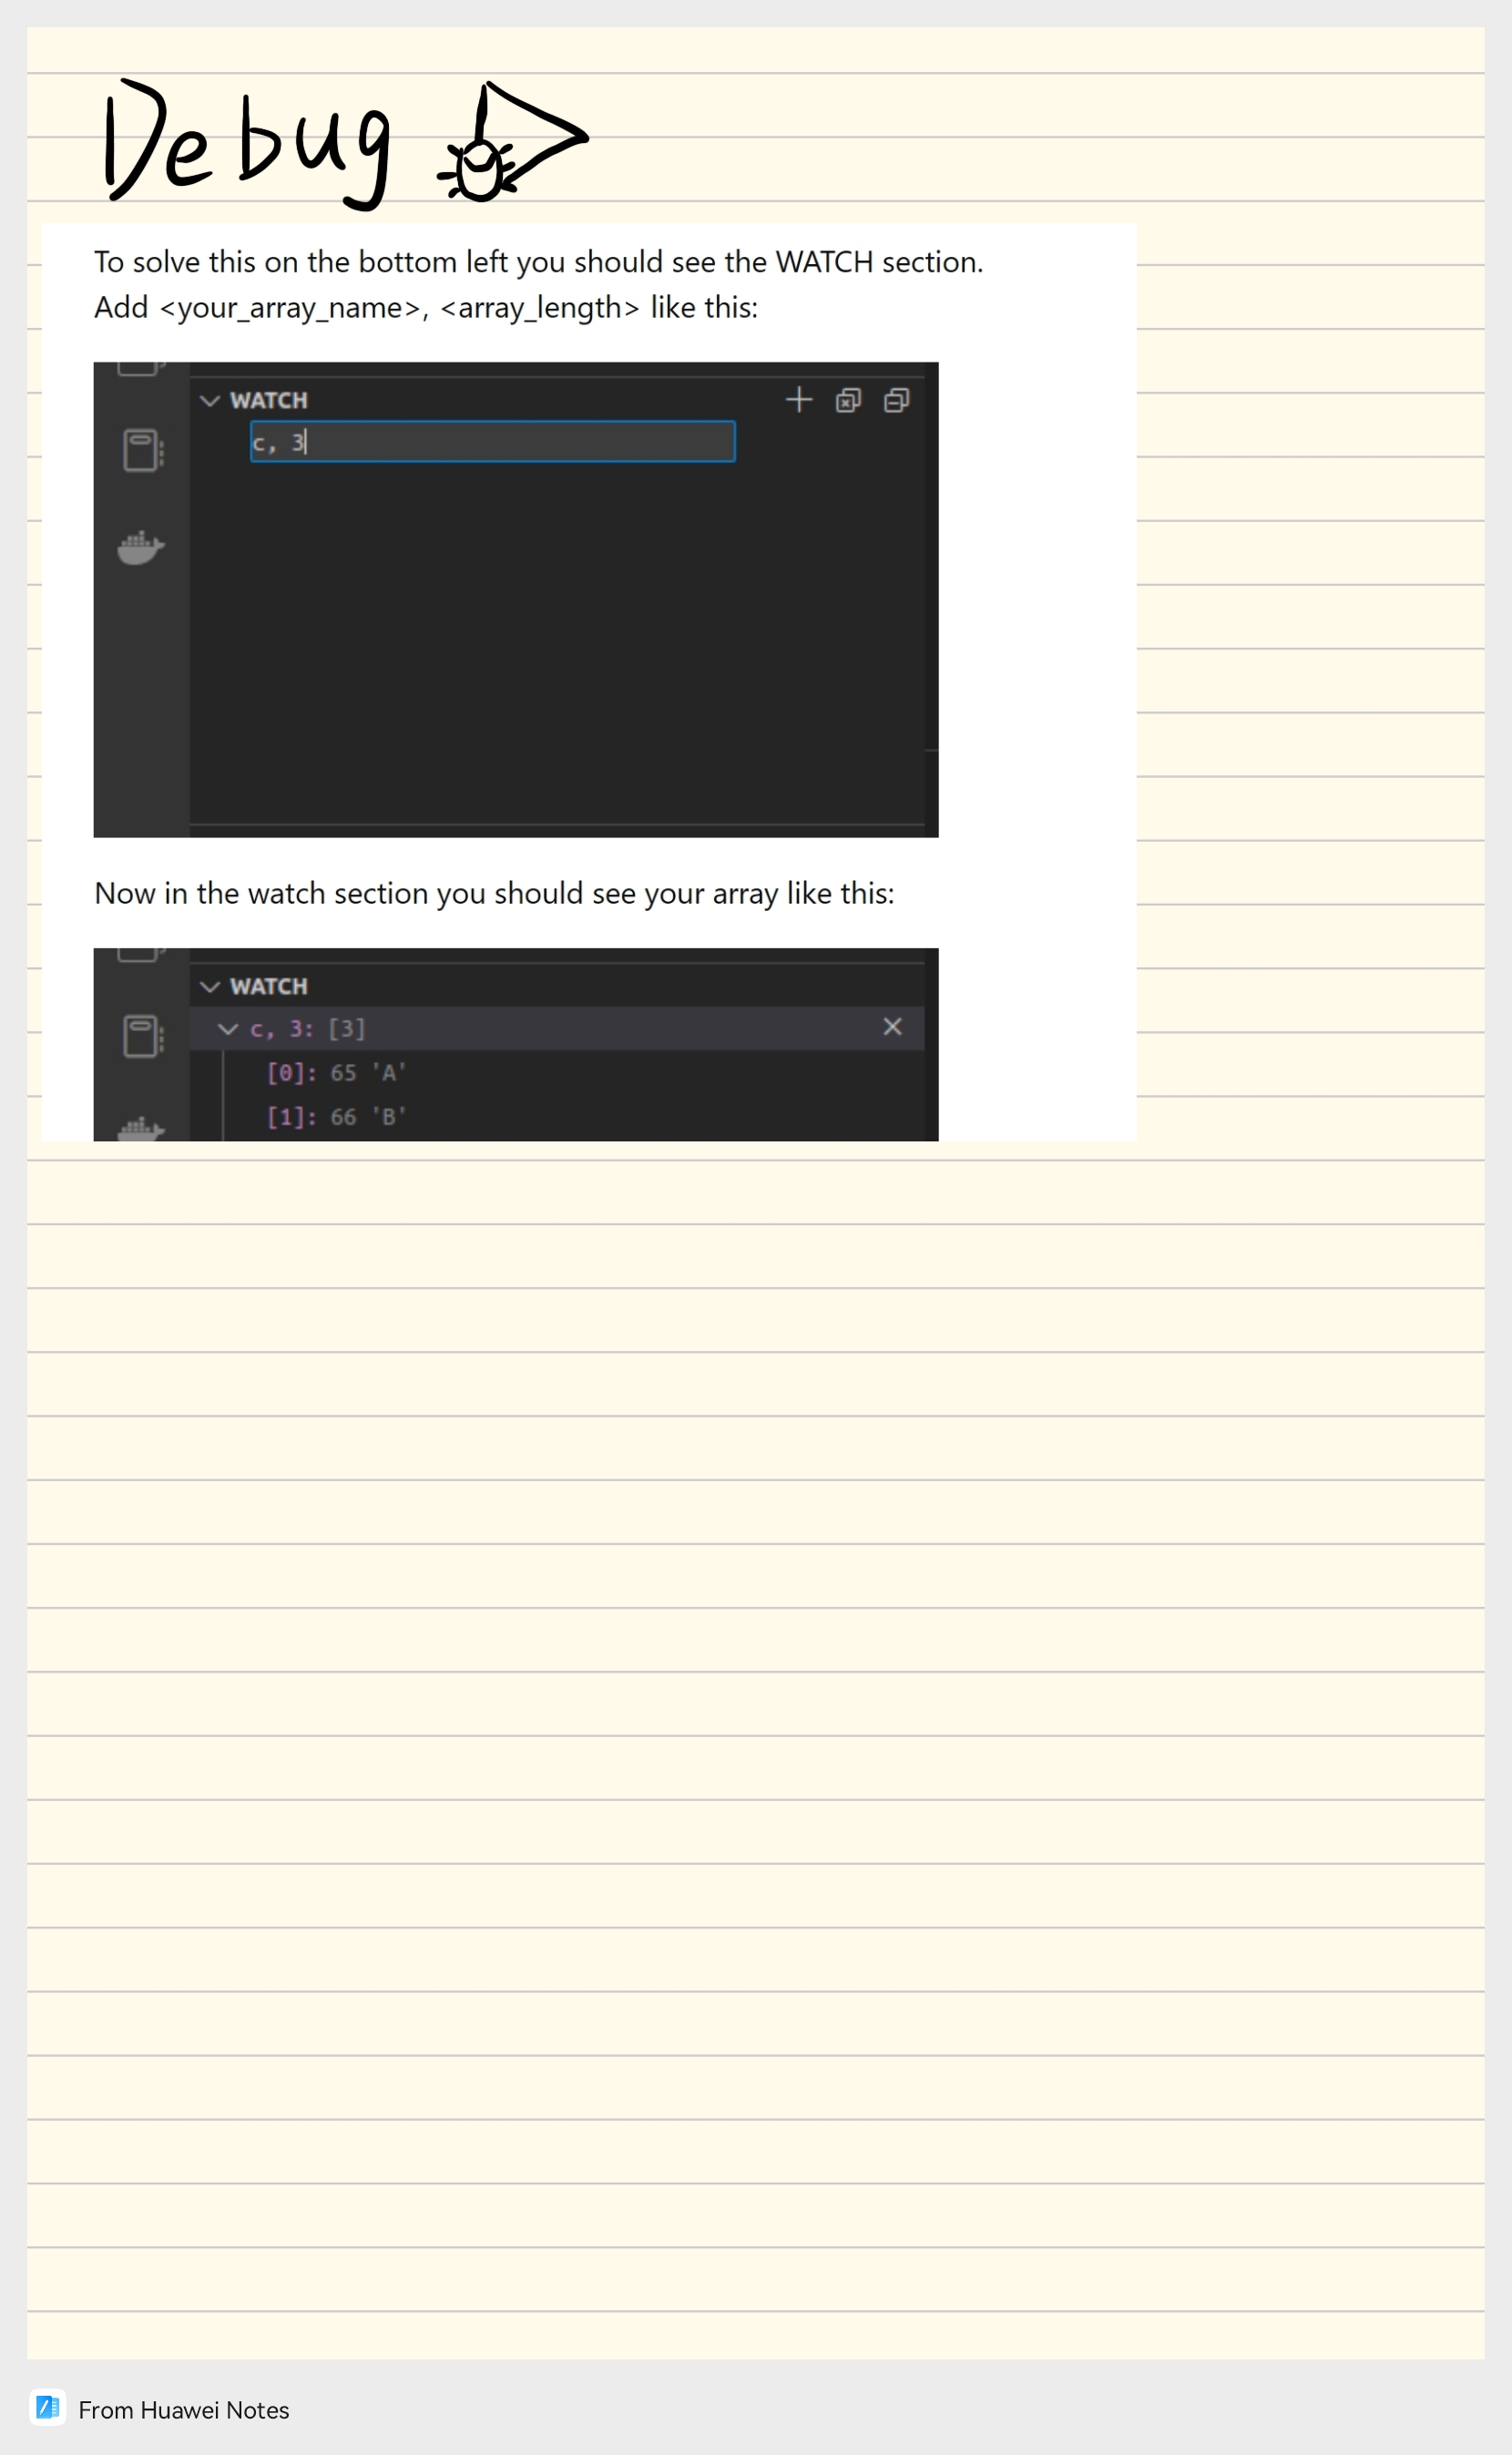 Debug
To solve this on the bottom left you should see the WATCH section.
Add <your_array_name>, <array_length> like this:
WATCH
c, 3
Now in the watch section you should see your array like this:
WATCH
c, 3: [3]
[0]: 65 'A'
[1]: 66 'B'
From Huawei Notes